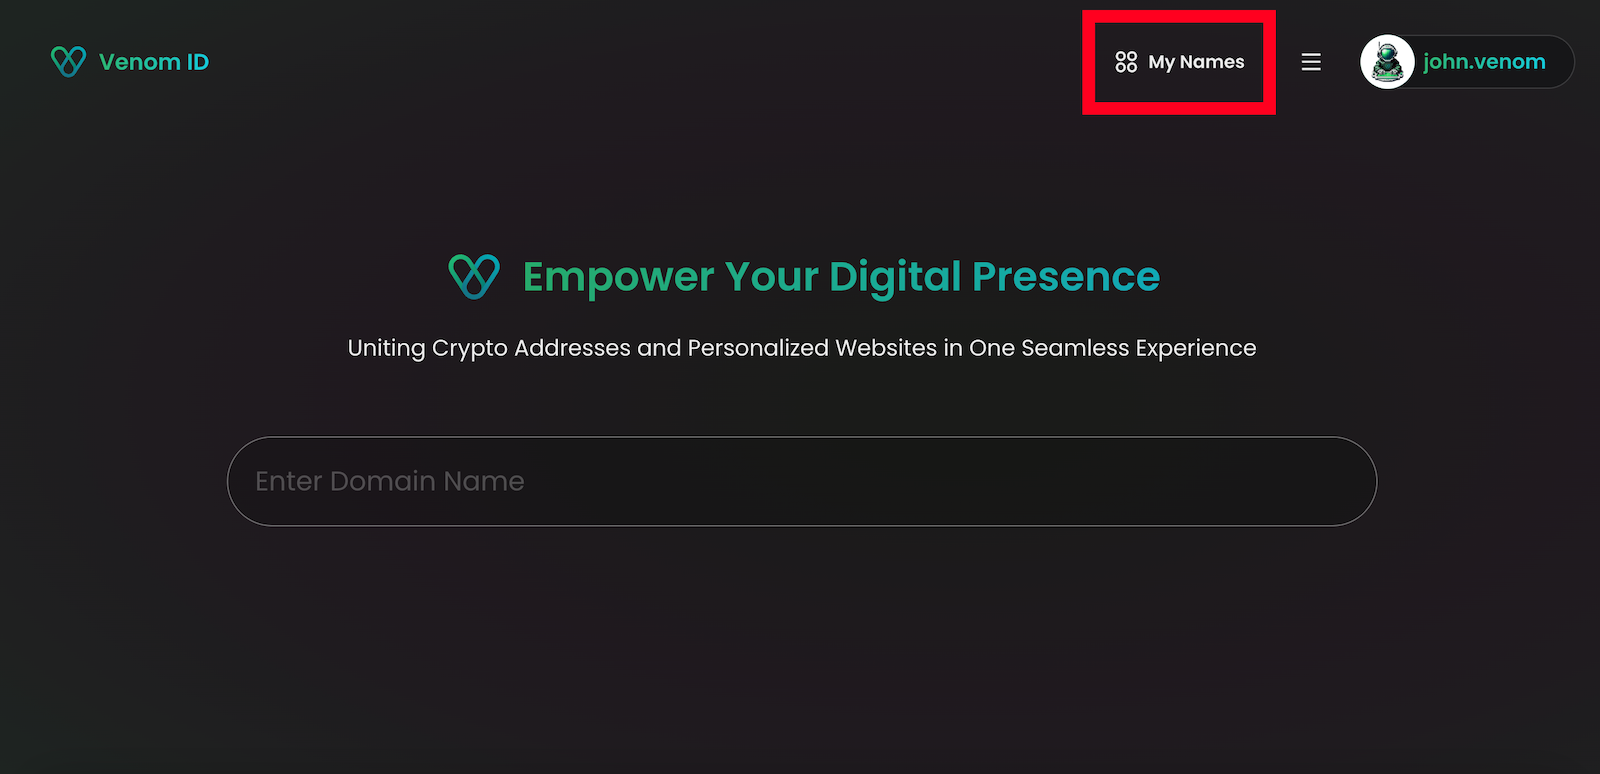 Venom ID
My Names
john.venom
Empower Your Digital Presence
Uniting Crypto Addresses and Personalized Websites in One Seamless Experience
Enter Domain Name